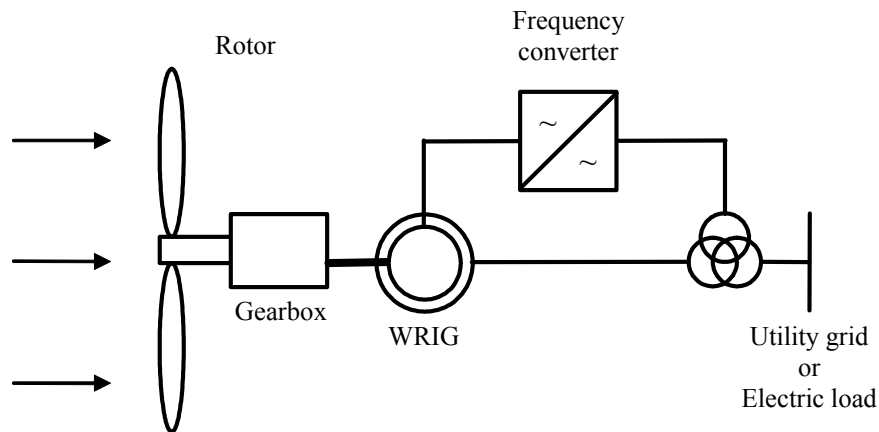 Rotor
Frequency
converter
~
~
Gearbox
WRIG
Utility grid
or
Electric load